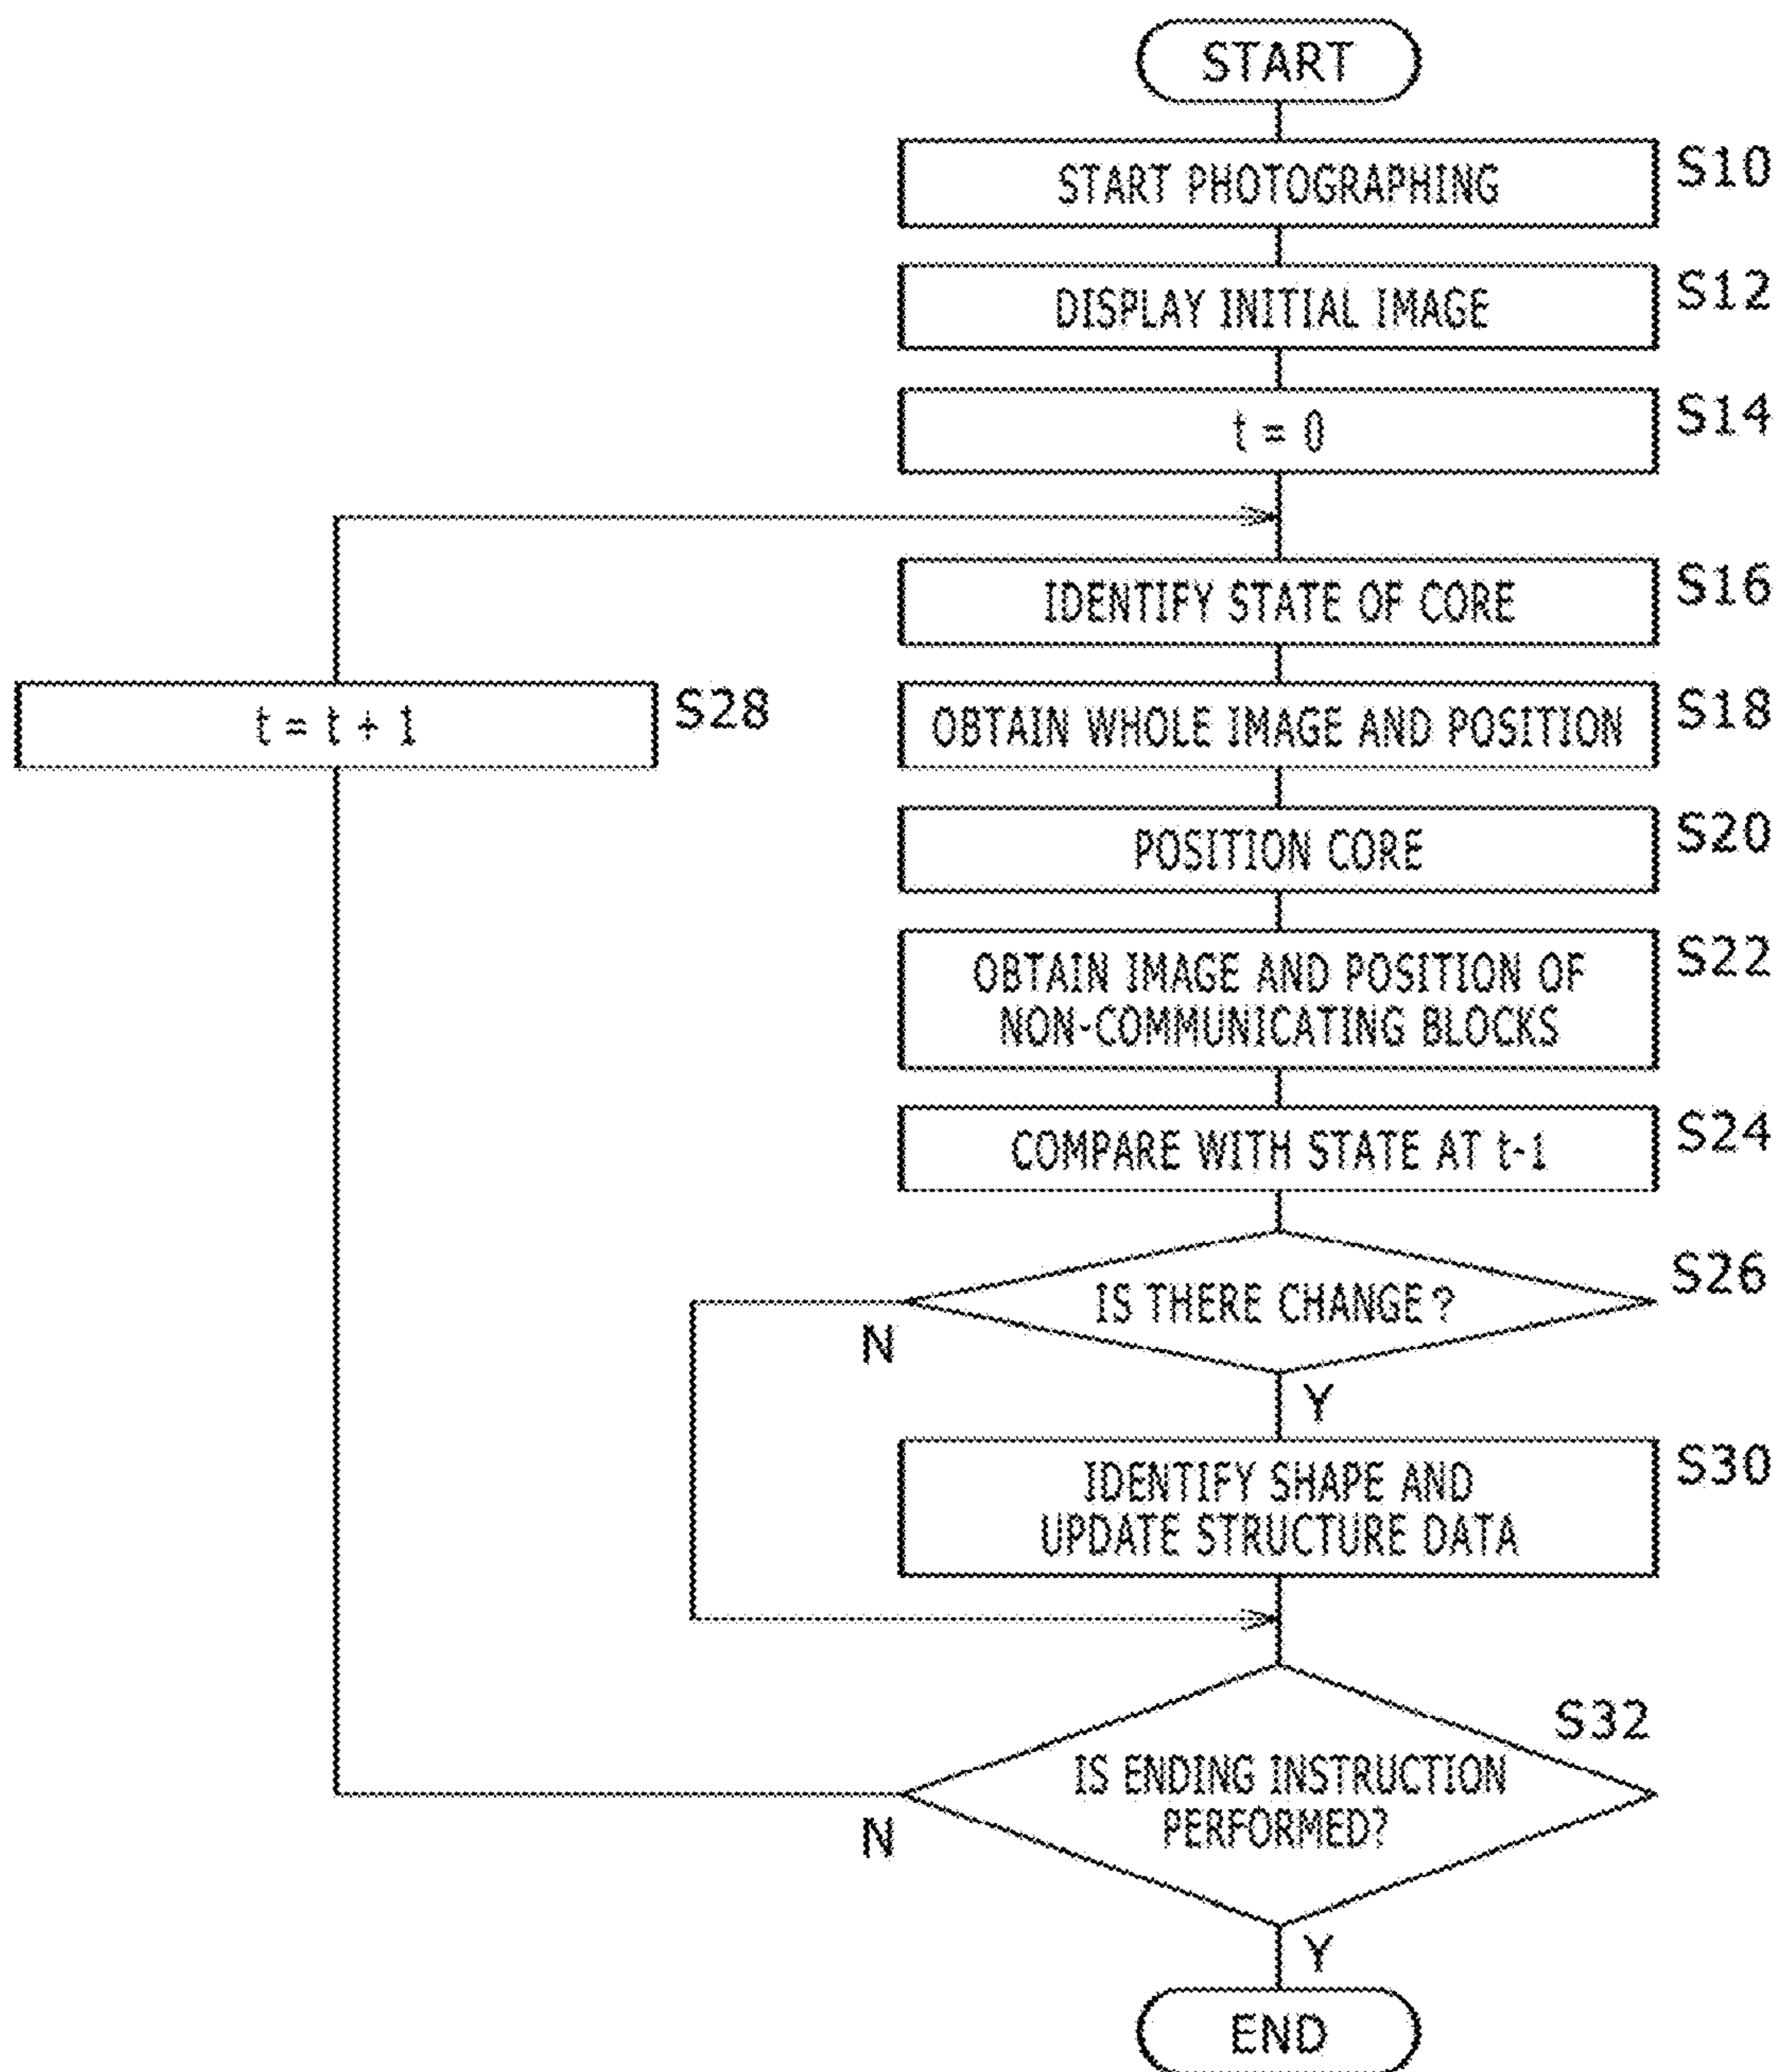 START
START PHOTOGRAPHING
S10
DISPLAY INITIAL IMAGE
S12
t = 0
S14
IDENTIFY STATE OF CORE
S16
t = t + 1
S28
OBTAIN WHOLE IMAGE AND POSITION
S18
POSITION CORE
S20
OBTAIN IMAGE AND POSITION OF
NON-COMMUNICATING BLOCKS
S22
COMPARE WITH STATE AT t-1
S24
IS THERE CHANGE?
S26
N
Y
IDENTIFY SHAPE AND
UPDATE STRUCTURE DATA
S30
S32
IS ENDING INSTRUCTION
PERFORMED?
N
Y
END